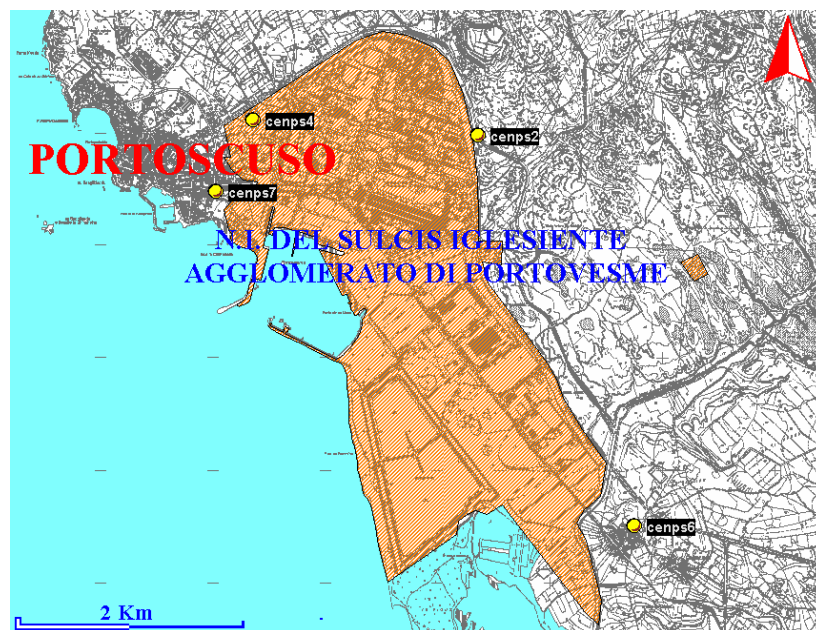 cenps4
cenps2
PORTOSCUSO
cenps7
N.I. DEL SULCIS IGLESIENTE
AGGLOMERATO DI PORTOVESME
cenps6
2 Km